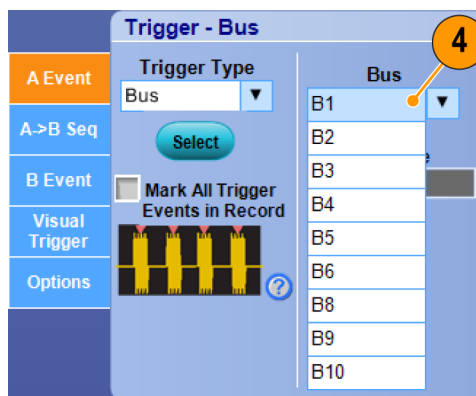 Trigger - Bus
4
A Event
A->B Seq
B Event
Visual
Trigger
Options
Trigger Type
Bus
Select
Mark All Trigger
Events in Record
?
Bus
B1
B2
B3
B4
B5
B6
B8
B9
B10